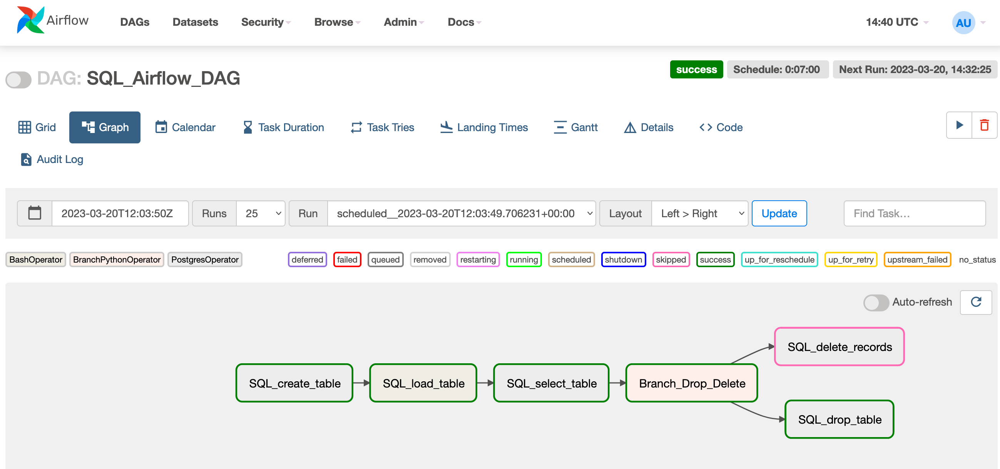 Airflow DAGs Datasets Security Browse Admin Docs 14:40 UTC AU
DAG: SQL_Airflow_DAG
success Schedule: 0:07:00 Next Run: 2023-03-20, 14:32:25
Grid Graph Calendar Task Duration Task Tries Landing Times Gantt Details Code
Audit Log
2023-03-20T12:03:50Z Runs 25 Run scheduled__2023-03-20T12:03:49.706231+00:00 Layout Left > Right Update Find Task...
BashOperator BranchPythonOperator PostgresOperator deferred failed queued removed restarting running scheduled shutdown skipped success up_for_reschedule up_for_retry upstream_failed no_status
Auto-refresh
SQL_delete_records
SQL_create_table SQL_load_table SQL_select_table Branch_Drop_Delete
SQL_drop_table